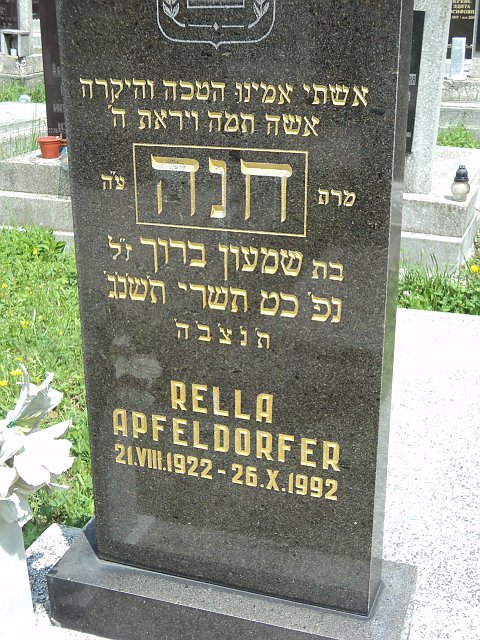 אשתי אמינו הטבה והיקרה
אשה תמה ויראת ה'
מרת חנה ע"ה
בת שמעון ברוך ז"ל
נפ' כט תשרי תשנג
ת נ צ ב ה
RELLA
APFELDORFER
21.VIII.1922 - 26.X.1992